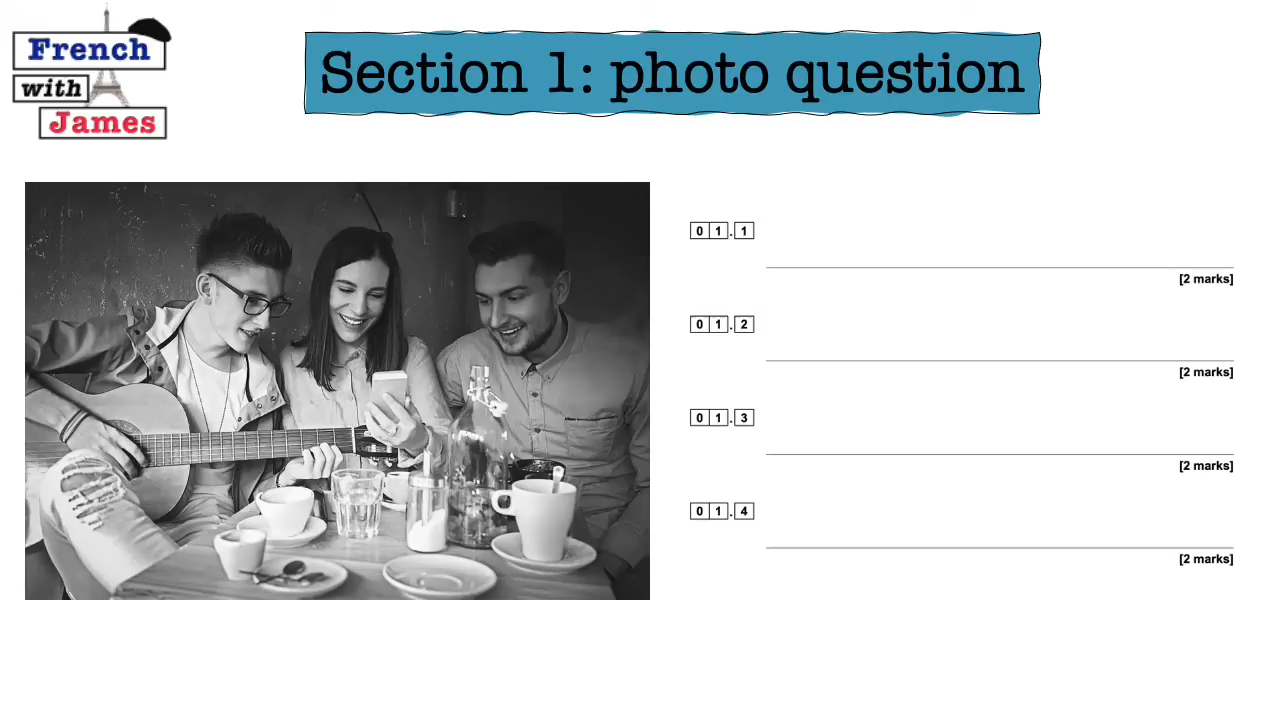 French
with
James
Section 1: photo question
0 1 . 1
[2 marks]
0 1 . 2
[2 marks]
0 1 . 3
[2 marks]
0 1 . 4
[2 marks]